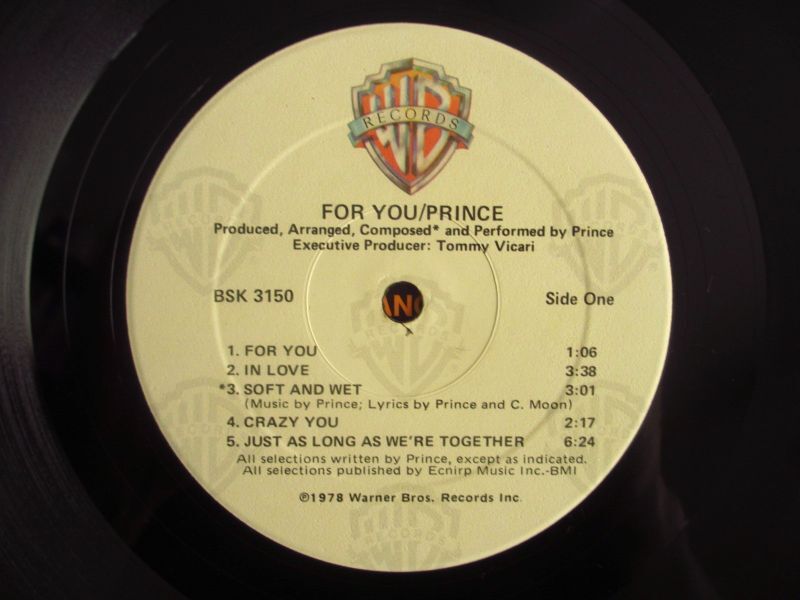 WB
RECORDS
FOR YOU/PRINCE
Produced, Arranged, Composed* and Performed by Prince
Executive Producer: Tommy Vicari
BSK 3150 Side One
1. FOR YOU 1:06
2. IN LOVE 3:38
*3. SOFT AND WET 3:01
(Music by Prince; Lyrics by Prince and C. Moon)
4. CRAZY YOU 2:17
5. JUST AS LONG AS WE'RE TOGETHER 6:24
All selections written by Prince, except as indicated.
All selections published by Ecnirp Music Inc.-BMI
℗1978 Warner Bros. Records Inc.